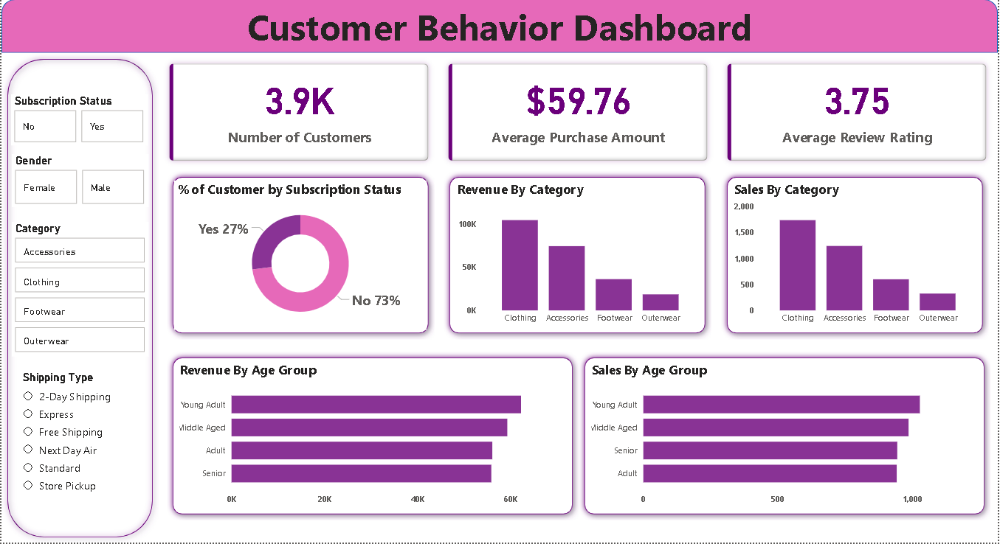 Customer Behavior Dashboard
Subscription Status
No
Yes
Gender
Female
Male
Category
Accessories
Clothing
Footwear
Outerwear
Shipping Type
2-Day Shipping
Express
Free Shipping
Next Day Air
Standard
Store Pickup
3.9K
Number of Customers
$59.76
Average Purchase Amount
3.75
Average Review Rating
% of Customer by Subscription Status
Yes 27%
No 73%
Revenue By Category
100K
50K
0K
Clothing Accessories Footwear Outerwear
Sales By Category
2,000
1,500
1,000
500
0
Clothing Accessories Footwear Outerwear
Revenue By Age Group
Young Adult
Middle Aged
Adult
Senior
0K 20K 40K 60K
Sales By Age Group
Young Adult
Middle Aged
Senior
Adult
0 500 1,000